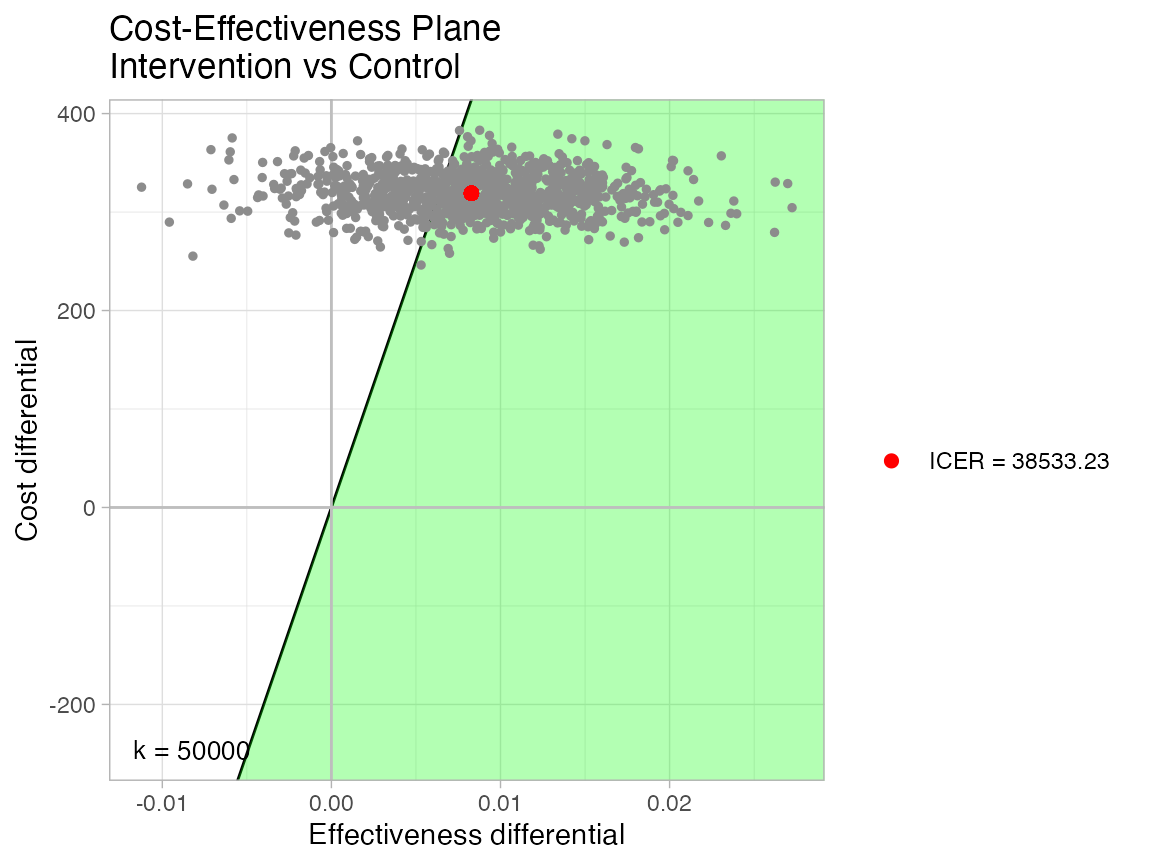 Cost-Effectiveness Plane
Intervention vs Control
400
200
0
-200
Cost differential
k = 50000
-0.01
0.00
0.01
0.02
Effectiveness differential
ICER = 38533.23